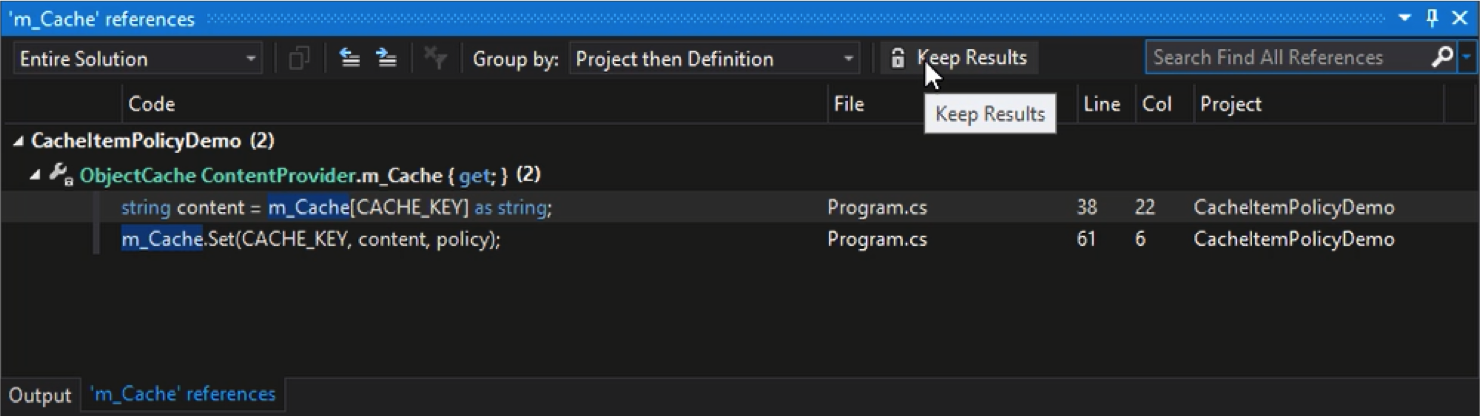 'm_Cache' references
Entire Solution Group by: Project then Definition Keep Results Search Find All References
Code File Line Col Project
Keep Results
CacheItemPolicyDemo (2)
ObjectCache ContentProvider.m_Cache { get; } (2)
string content = m_Cache[CACHE_KEY] as string; Program.cs 38 22 CacheItemPolicyDemo
m_Cache.Set(CACHE_KEY, content, policy); Program.cs 61 6 CacheItemPolicyDemo
Output 'm_Cache' references